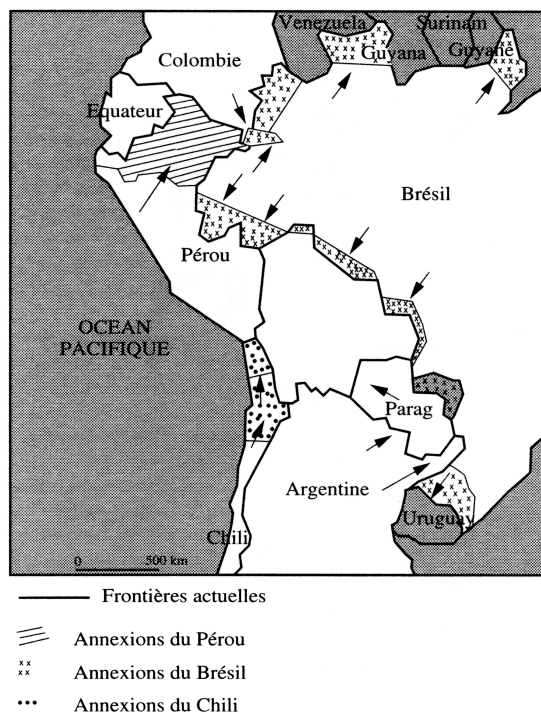 Venezuela
Surinam
Guyana
Guyane
Colombie
Equateur
Brésil
Pérou
OCEAN
PACIFIQUE
Parag
Argentine
Uruguay
Chili
0 500 km
Frontières actuelles
Annexions du Pérou
Annexions du Brésil
Annexions du Chili